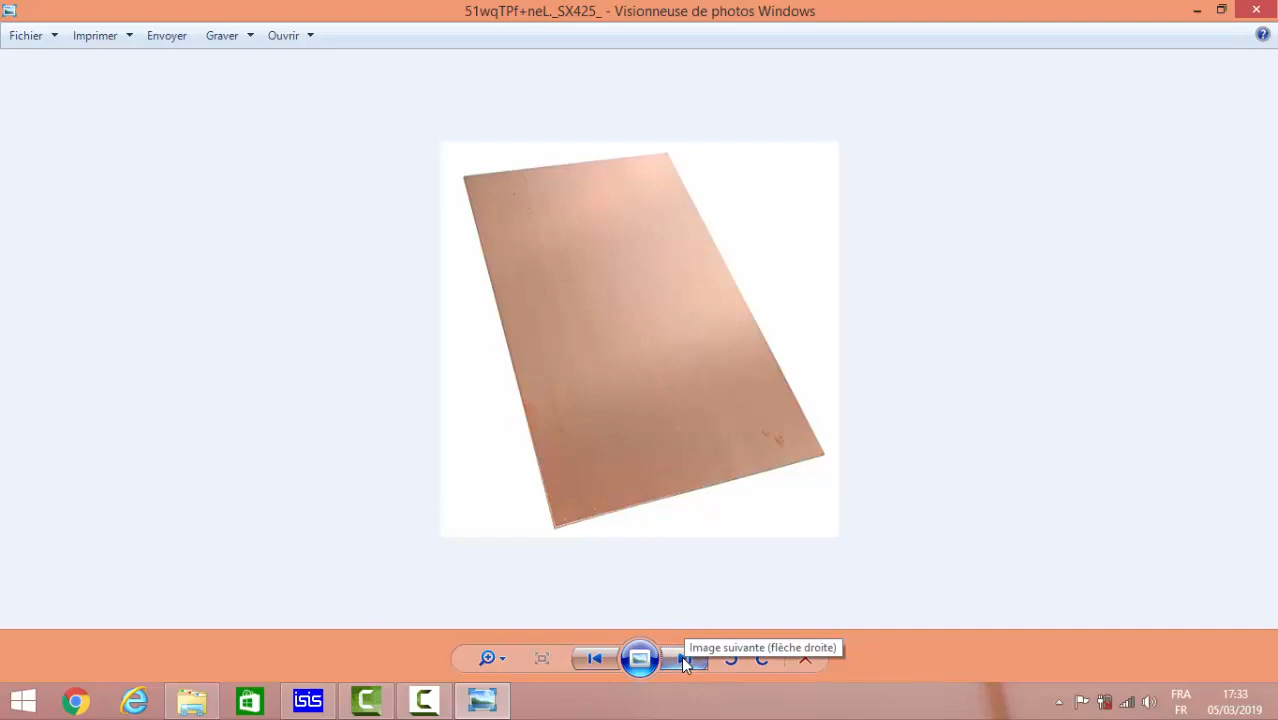 51wqTPf+neL._SX425_ - Visionneuse de photos Windows
Fichier Imprimer Envoyer Graver Ouvrir
Image suivante (flèche droite)
isis
FRA 17:33
FR 05/03/2019